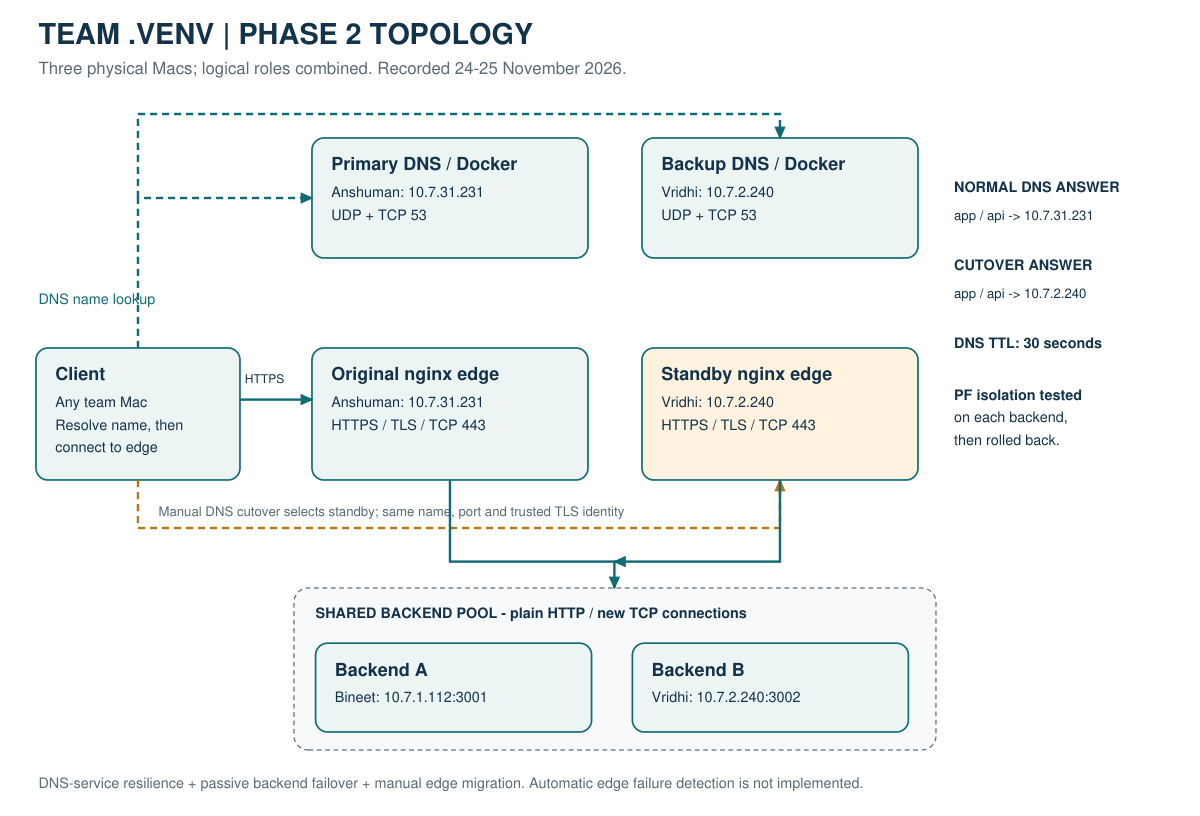 TEAM .VENV | PHASE 2 TOPOLOGY
Three physical Macs; logical roles combined. Recorded 24-25 November 2026.
Primary DNS / Docker
Anshuman: 10.7.31.231
UDP + TCP 53
Backup DNS / Docker
Vridhi: 10.7.2.240
UDP + TCP 53
NORMAL DNS ANSWER
app / api -> 10.7.31.231
CUTOVER ANSWER
app / api -> 10.7.2.240
DNS TTL: 30 seconds
PF isolation tested
on each backend,
then rolled back.
DNS name lookup
Client
Any team Mac
Resolve name, then
connect to edge
HTTPS
Original nginx edge
Anshuman: 10.7.31.231
HTTPS / TLS / TCP 443
Standby nginx edge
Vridhi: 10.7.2.240
HTTPS / TLS / TCP 443
Manual DNS cutover selects standby; same name, port and trusted TLS identity
SHARED BACKEND POOL - plain HTTP / new TCP connections
Backend A
Bineet: 10.7.1.112:3001
Backend B
Vridhi: 10.7.2.240:3002
DNS-service resilience + passive backend failover + manual edge migration. Automatic edge failure detection is not implemented.